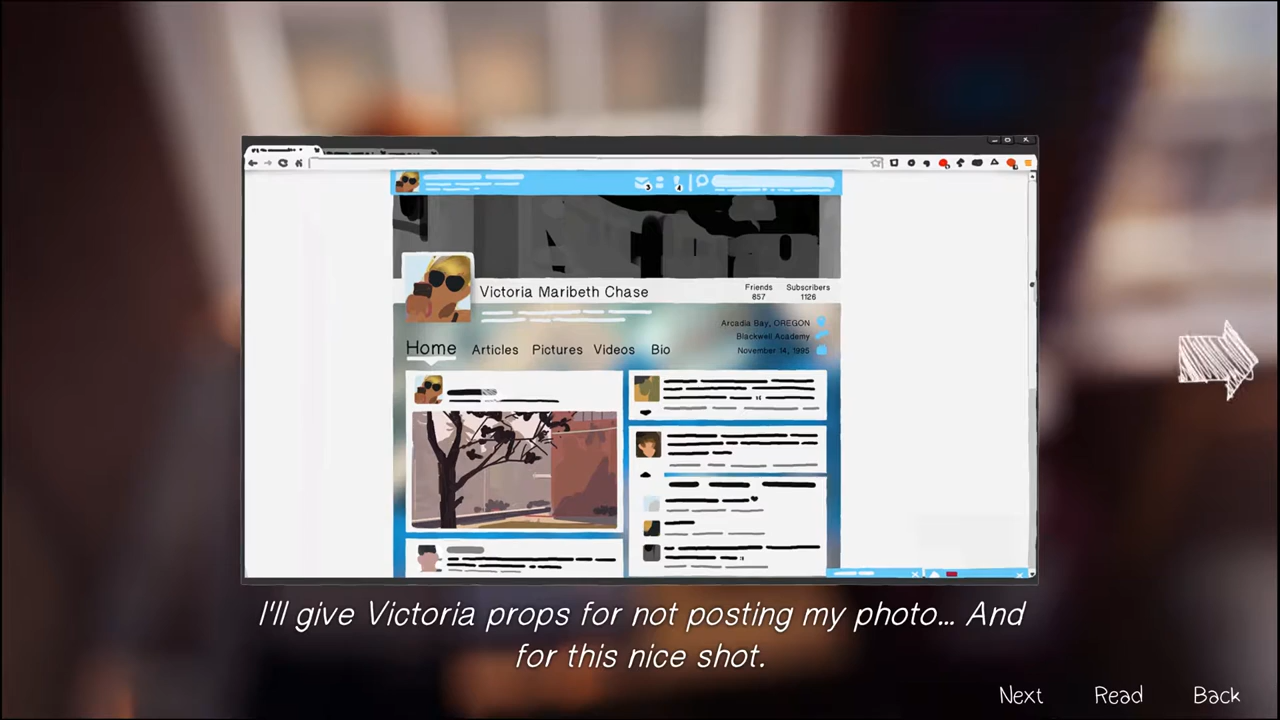 Victoria Maribeth Chase
Friends
857
Subscribers
1126
Arcadia Bay, OREGON
Blackwell Academy
November 14, 1995
Home Articles Pictures Videos Bio
I'll give Victoria props for not posting my photo... And
for this nice shot.
Next Read Back